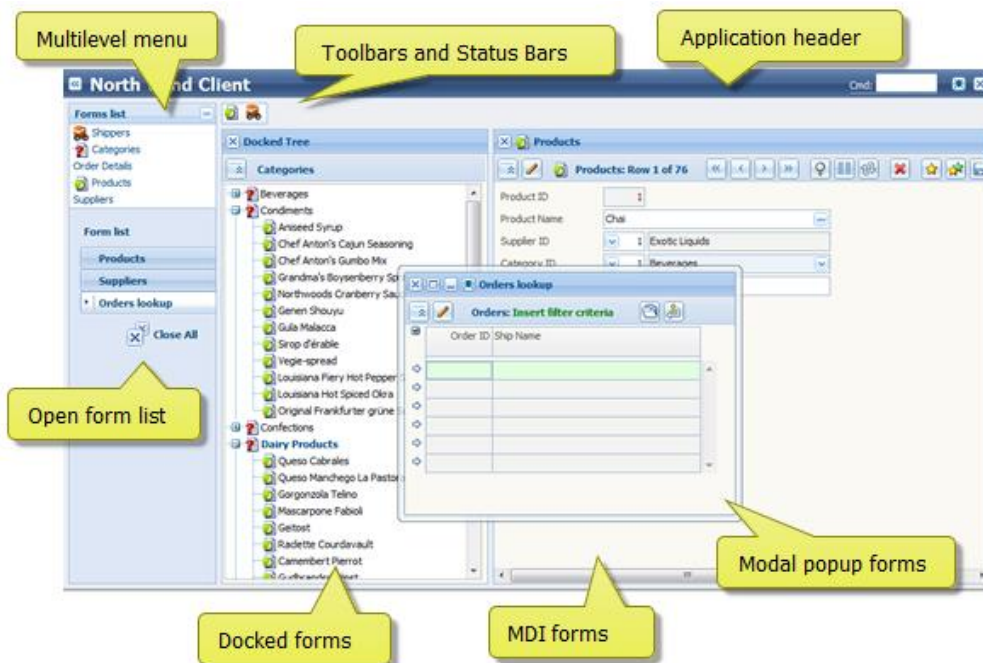 Multilevel menu
Toolbars and Status Bars
Application header
North
nd Client
Cmd:
Forms list
Shippers
Categories
Order Details
Products
Suppliers
Form list
Products
Suppliers
Orders lookup
Close All
Open form list
Docked Tree
Categories
Beverages
Condiments
Aniseed Syrup
Chef Anton's Cajun Seasoning
Chef Anton's Gumbo Mix
Grandma's Boysenberry
Northwoods Cranberry
Genen Shouyu
Gula Malacca
Sirop d'érable
Vegie-spread
Louisiana Fiery Hot Pepper
Louisiana Hot Spiced Okra
Original Frankfurter grüne
Confections
Dairy Products
Queso Cabrales
Queso Manchego La
Gorgonzola Telino
Mascarpone Fabioli
Geitost
Raclette Courdavault
Camembert Pierrot
Products
Products: Row 1 of 76
Product ID 1
Product Name Chai
Supplier ID 1 Exotic Liquids
Category ID 1 Beverages
Orders lookup
Orders: Insert filter criteria
Order ID Ship Name
Modal popup forms
Docked forms
MDI forms